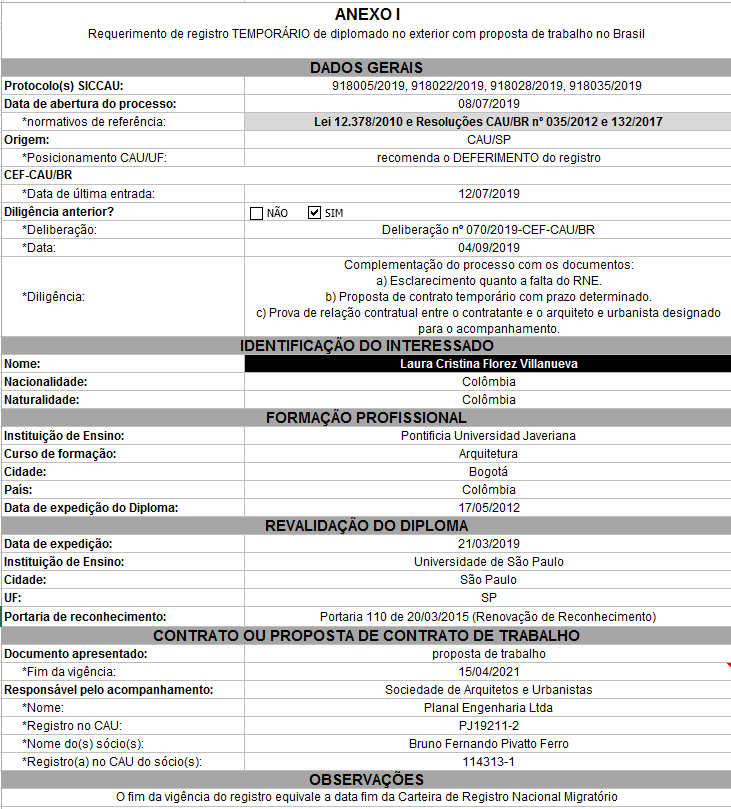 ANEXO I
Requerimento de registro TEMPORÁRIO de diplomado no exterior com proposta de trabalho no Brasil
DADOS GERAIS
Protocolo(s) SICCAU: 918005/2019, 918022/2019, 918028/2019, 918035/2019
Data de abertura do processo: 08/07/2019
*normativos de referência: Lei 12.378/2010 e Resoluções CAU/BR nº 035/2012 e 132/2017
Origem: CAU/SP
*Posicionamento CAU/UF: recomenda o DEFERIMENTO do registro
CEF-CAU/BR
*Data de última entrada: 12/07/2019
Diligência anterior? NÃO SIM
*Deliberação: Deliberação nº 070/2019-CEF-CAU/BR
*Data: 04/09/2019
*Diligência: Complementação do processo com os documentos:
a) Esclarecimento quanto a falta do RNE.
b) Proposta de contrato temporário com prazo determinado.
c) Prova de relação contratual entre o contratante e o arquiteto e urbanista designado
para o acompanhamento.
IDENTIFICAÇÃO DO INTERESSADO
Nome: Laura Cristina Florez Villanueva
Nacionalidade: Colômbia
Naturalidade: Colômbia
FORMAÇÃO PROFISSIONAL
Instituição de Ensino: Pontificia Universidad Javeriana
Curso de formação: Arquitetura
Cidade: Bogotá
País: Colômbia
Data de expedição do Diploma: 17/05/2012
REVALIDAÇÃO DO DIPLOMA
Data de expedição: 21/03/2019
Instituição de Ensino: Universidade de São Paulo
Cidade: São Paulo
UF: SP
Portaria de reconhecimento: Portaria 110 de 20/03/2015 (Renovação de Reconhecimento)
CONTRATO OU PROPOSTA DE CONTRATO DE TRABALHO
Documento apresentado: proposta de trabalho
*Fim da vigência: 15/04/2021
Responsável pelo acompanhamento: Sociedade de Arquitetos e Urbanistas
*Nome: Planal Engenharia Ltda
*Registro no CAU: PJ19211-2
*Nome do(s) sócio(s): Bruno Fernando Pivatto Ferro
*Registro(a) no CAU do sócio(s): 114313-1
OBSERVAÇÕES
O fim da vigência do registro equivale a data fim da Carteira de Registro Nacional Migratório